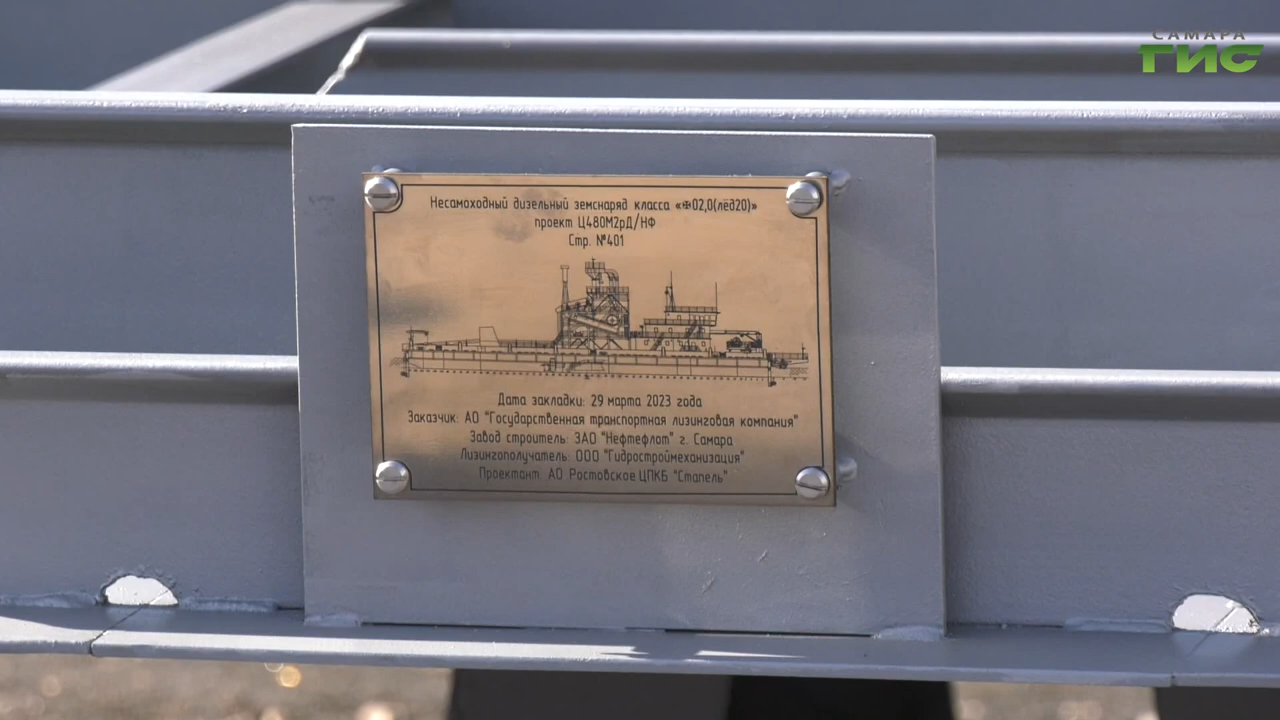 САМАРА
ГИС
Несамоходный дизельный земснаряд класса «✠О2,0(лёд20)»
проект Ц480М2рД/НФ
Стр. №401
Дата закладки: 29 марта 2023 года
Заказчик: АО "Государственная транспортная лизинговая компания"
Завод строитель: ЗАО "Нефтефлот" г. Самара
Лизингополучатель: ООО "Гидростроймеханизация"
Проектант: АО Ростовское ЦПКБ "Стапель"